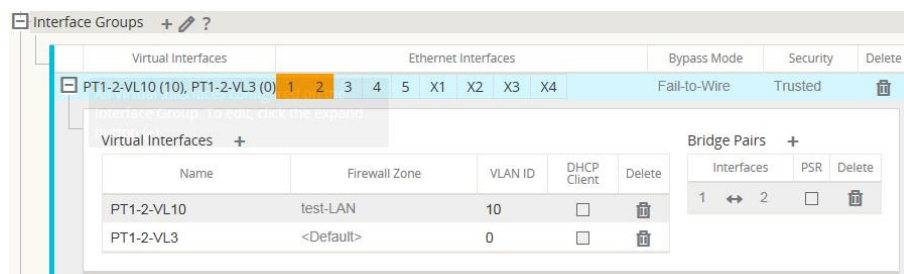 Interface Groups + ?
Virtual Interfaces Ethernet Interfaces Bypass Mode Security Delete
PT1-2-VL10 (10), PT1-2-VL3 (0) 1 2 3 4 5 X1 X2 X3 X4 Fail-to-Wire Trusted
Interface Group. To edit, click the expand
Virtual Interfaces + Bridge Pairs +
Name Firewall Zone VLAN ID DHCP Client Delete Interfaces PSR Delete
PT1-2-VL10 test-LAN 10 1 ↔ 2
PT1-2-VL3 <Default> 0